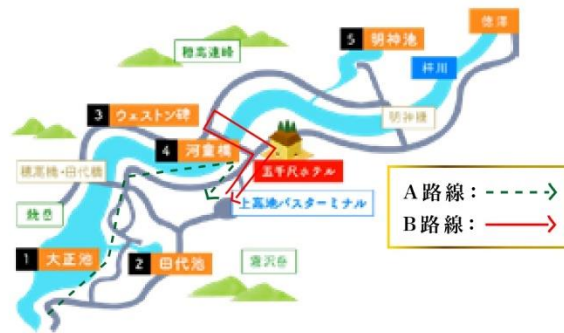 徳澤
5 明神池
穂高連峰
梓川
3 ウェストン碑
明神橋
4 河童橋
穂高橋・田代橋
五千尺ホテル
焼岳
上高地バスターミナル
A路線：
B路線：
1 大正池
2 田代池
霞沢岳